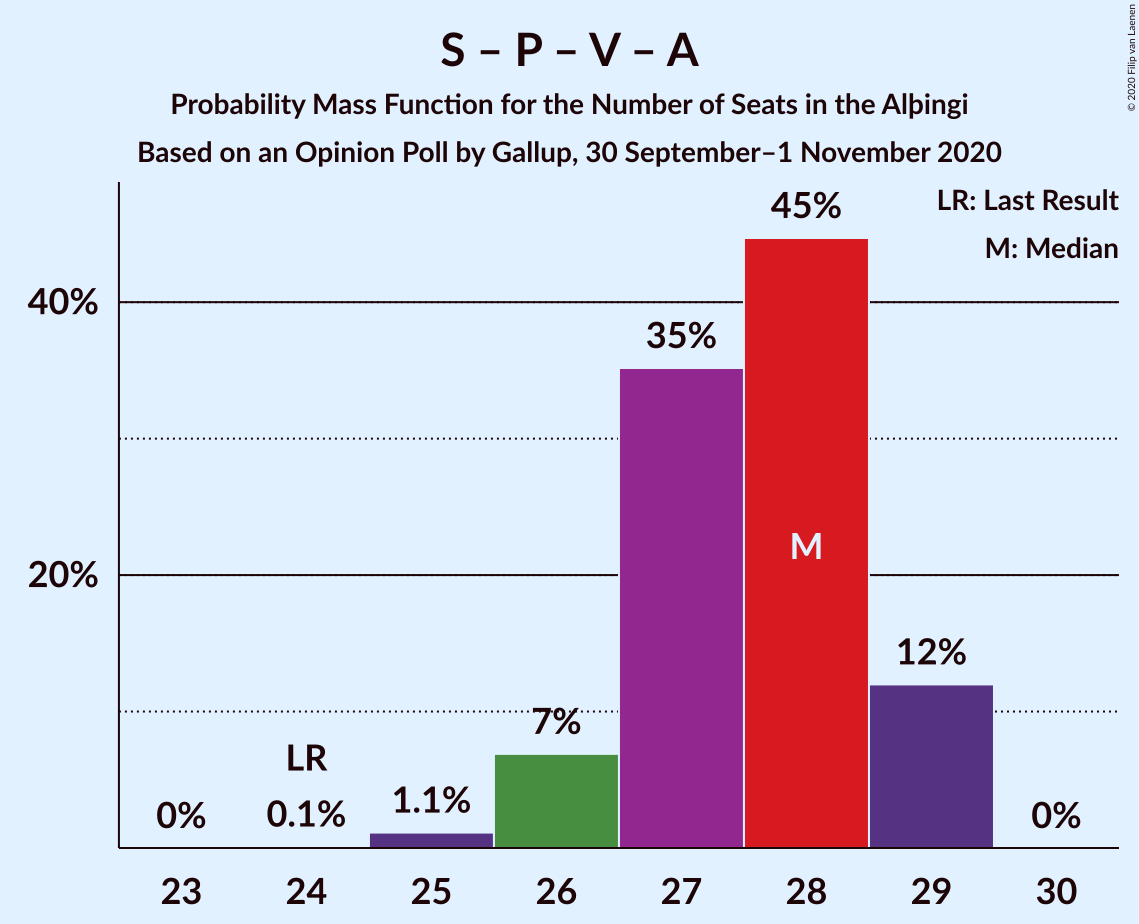 S – P – V – A
Probability Mass Function for the Number of Seats in the Alþingi
Based on an Opinion Poll by Gallup, 30 September–1 November 2020
© 2020 Filip van Laenen
LR: Last Result
M: Median
45%
40%
35%
M
20%
12%
7%
LR
1.1%
0.1%
0%
0%
23 24 25 26 27 28 29 30